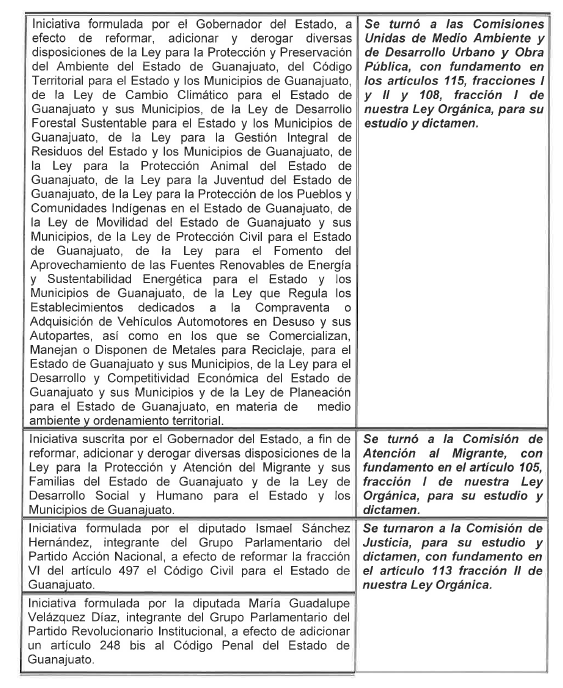 Iniciativa formulada por el Gobernador del Estado, a
efecto de reformar, adicionar y derogar diversas
disposiciones de la Ley para la Protección y Preservación
del Ambiente del Estado de Guanajuato, del Código
Territorial para el Estado y los Municipios de Guanajuato,
de la Ley de Cambio Climático para el Estado de
Guanajuato y sus Municipios, de la Ley de Desarrollo
Forestal Sustentable para el Estado y los Municipios de
Guanajuato, de la Ley para la Gestión Integral de
Residuos del Estado y los Municipios de Guanajuato, de
la Ley para la Protección Animal del Estado de
Guanajuato, de la Ley para la Juventud del Estado de
Guanajuato, de la Ley para la Protección de los Pueblos y
Comunidades Indígenas en el Estado de Guanajuato, de
la Ley de Movilidad del Estado de Guanajuato y sus
Municipios, de la Ley de Protección Civil para el Estado
de Guanajuato, de la Ley para el Fomento del
Aprovechamiento de las Fuentes Renovables de Energía
y Sustentabilidad Energética para el Estado y los
Municipios de Guanajuato, de la Ley que Regula los
Establecimientos dedicados a la Compraventa o
Adquisición de Vehículos Automotores en Desuso y sus
Autopartes, así como en los que se Comercializan,
Manejan o Disponen de Metales para Reciclaje, para el
Estado de Guanajuato y sus Municipios, de la Ley para el
Desarrollo y Competitividad Económica del Estado de
Guanajuato y sus Municipios y de la Ley de Planeación
para el Estado de Guanajuato, en materia de medio
ambiente y ordenamiento territorial.
Se turnó a las Comisiones
Unidas de Medio Ambiente y
de Desarrollo Urbano y Obra
Pública, con fundamento en
los artículos 115, fracciones I
y II y 108, fracción I de
nuestra Ley Orgánica, para su
estudio y dictamen.
Iniciativa suscrita por el Gobernador del Estado, a fin de
reformar, adicionar y derogar diversas disposiciones de la
Ley para la Protección y Atención del Migrante y sus
Familias del Estado de Guanajuato y de la Ley de
Desarrollo Social y Humano para el Estado y los
Municipios de Guanajuato.
Se turnó a la Comisión de
Atención al Migrante, con
fundamento en el artículo 105,
fracción I de nuestra Ley
Orgánica, para su estudio y
dictamen.
Iniciativa formulada por el diputado Ismael Sánchez
Hernández, integrante del Grupo Parlamentario del
Partido Acción Nacional, a efecto de reformar la fracción
VI del artículo 497 el Código Civil para el Estado de
Guanajuato.
Se turnaron a la Comisión de
Justicia, para su estudio y
dictamen, con fundamento en
el artículo 113 fracción II de
nuestra Ley Orgánica.
Iniciativa formulada por la diputada María Guadalupe
Velázquez Díaz, integrante del Grupo Parlamentario del
Partido Revolucionario Institucional, a efecto de adicionar
un artículo 248 bis al Código Penal del Estado de
Guanajuato.